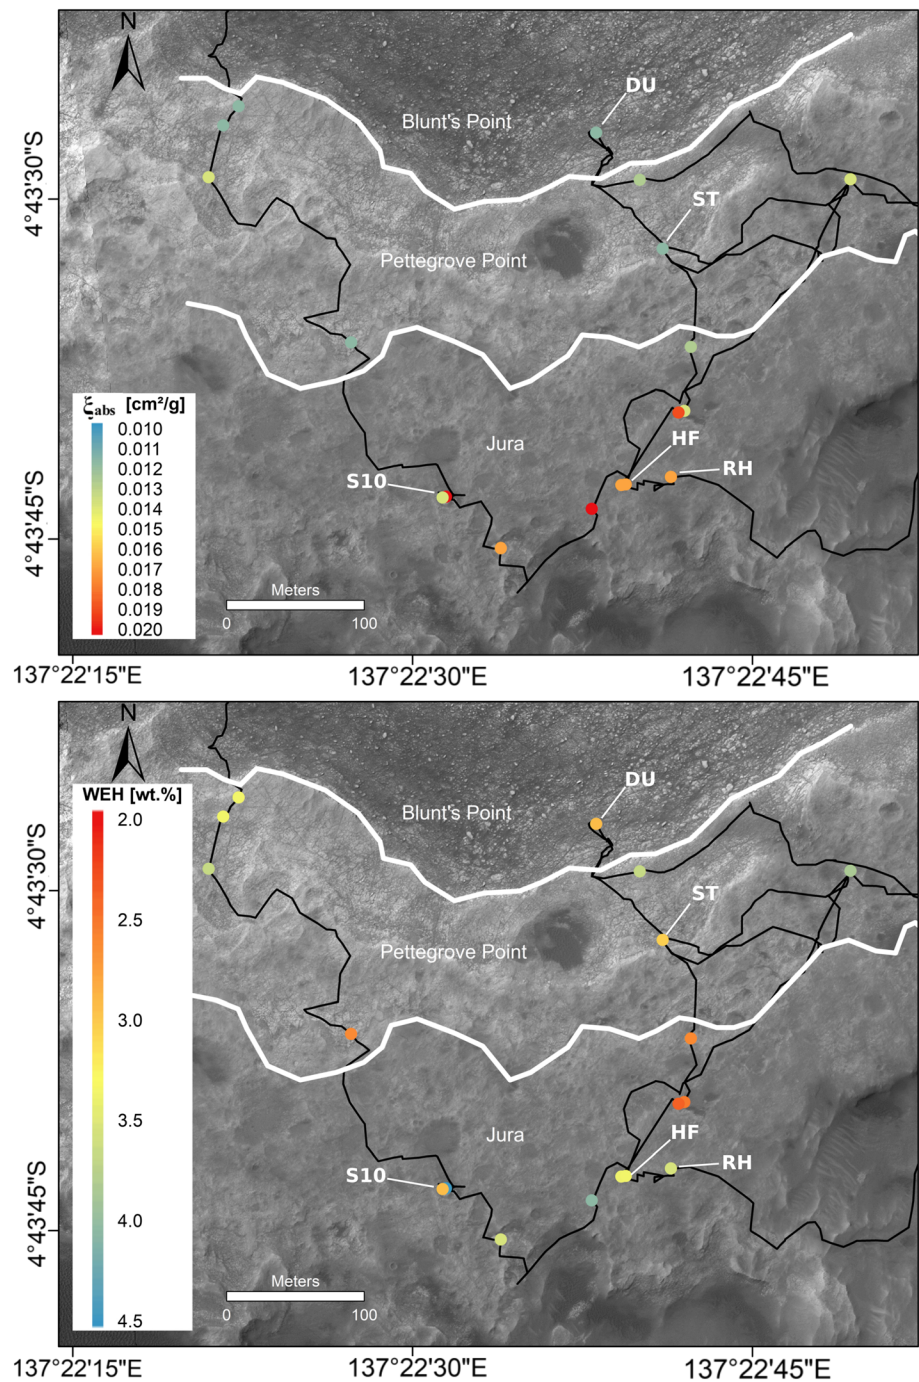 N
DU
Blunt's Point
4°43'30"S
ST
Pettegrove Point
ξabs [cm²/g]
0.010
0.011
0.012
0.013
0.014
0.015
0.016
0.017
0.018
0.019
0.020
Jura
HF
RH
S10
4°43'45"S
Meters
0 100
137°22'15"E 137°22'30"E 137°22'45"E
N
WEH [wt.%]
2.0
2.5
3.0
3.5
4.0
4.5
DU
Blunt's Point
4°43'30"S
ST
Pettegrove Point
Jura
HF
RH
S10
4°43'45"S
Meters
0 100
137°22'15"E 137°22'30"E 137°22'45"E